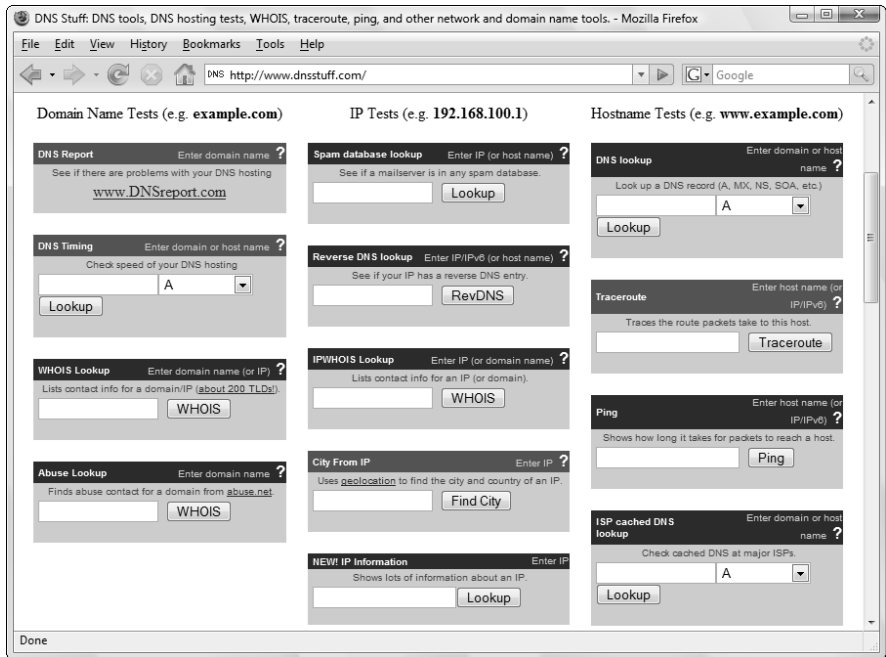 DNS Stuff: DNS tools, DNS hosting tests, WHOIS, traceroute, ping, and other network and domain name tools. - Mozilla Firefox
File Edit View History Bookmarks Tools Help
DNS http://www.dnsstuff.com/
G Google
Domain Name Tests (e.g. example.com)
DNS Report Enter domain name ?
See if there are problems with your DNS hosting
www.DNSreport.com
DNS Timing Enter domain or host name ?
Check speed of your DNS hosting
A
Lookup
WHOIS Lookup Enter domain name (or IP) ?
Lists contact info for a domain/IP (about 200 TLDs!).
WHOIS
Abuse Lookup Enter domain name ?
Finds abuse contact for a domain from abuse.net.
WHOIS
IP Tests (e.g. 192.168.100.1)
Spam database lookup Enter IP (or host name) ?
See if a mailserver is in any spam database.
Lookup
Reverse DNS lookup Enter IP/IPv6 (or host name) ?
See if your IP has a reverse DNS entry.
RevDNS
IPWHOIS Lookup Enter IP (or domain name) ?
Lists contact info for an IP (or domain).
WHOIS
City From IP Enter IP ?
Uses geolocation to find the city and country of an IP.
Find City
NEW! IP Information Enter IP
Shows lots of information about an IP.
Lookup
Hostname Tests (e.g. www.example.com)
DNS lookup Enter domain or host
name ?
Look up a DNS record (A, MX, NS, SOA, etc.)
A
Lookup
Traceroute Enter host name (or
IP/IPv6) ?
Traces the route packets take to this host.
Traceroute
Ping Enter host name (or
IP/IPv6) ?
Shows how long it takes for packets to reach a host.
Ping
ISP cached DNS Enter domain or host
lookup name ?
Check cached DNS at major ISPs.
A
Lookup
Done